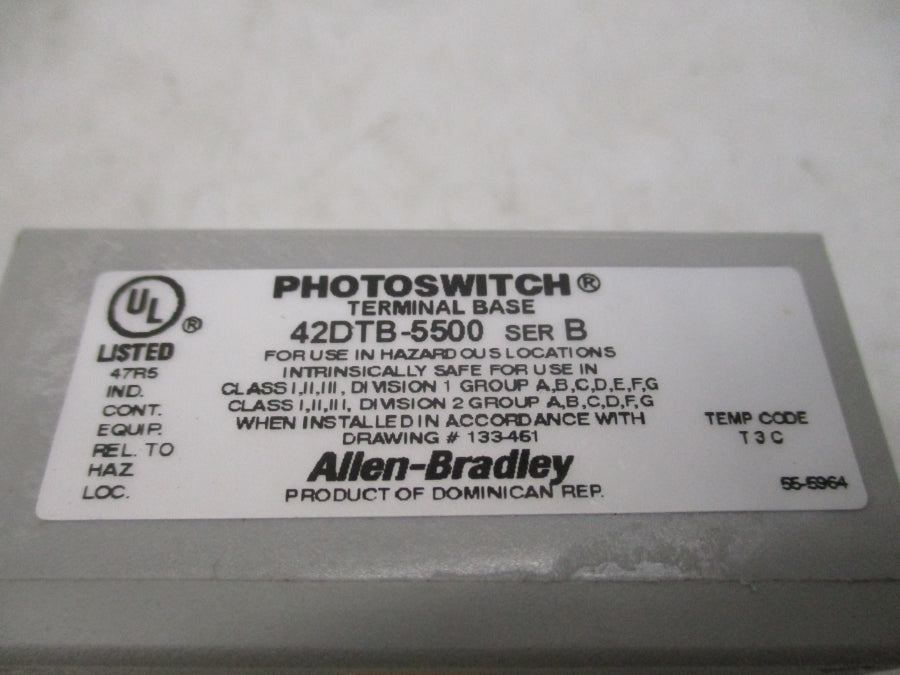 UL ®
LISTED
47R5
IND.
CONT.
EQUIP.
REL. TO
HAZ
LOC.
PHOTOSWITCH®
TERMINAL BASE
42DTB-5500 SER B
FOR USE IN HAZARDOUS LOCATIONS
INTRINSICALLY SAFE FOR USE IN
CLASS I,II,III, DIVISION 1 GROUP A,B,C,D,E,F,G
CLASS I,II,III, DIVISION 2 GROUP A,B,C,D,F,G
WHEN INSTALLED IN ACCORDANCE WITH
DRAWING # 133-461
Allen-Bradley
PRODUCT OF DOMINICAN REP.
TEMP CODE
T 3 C
55-5964